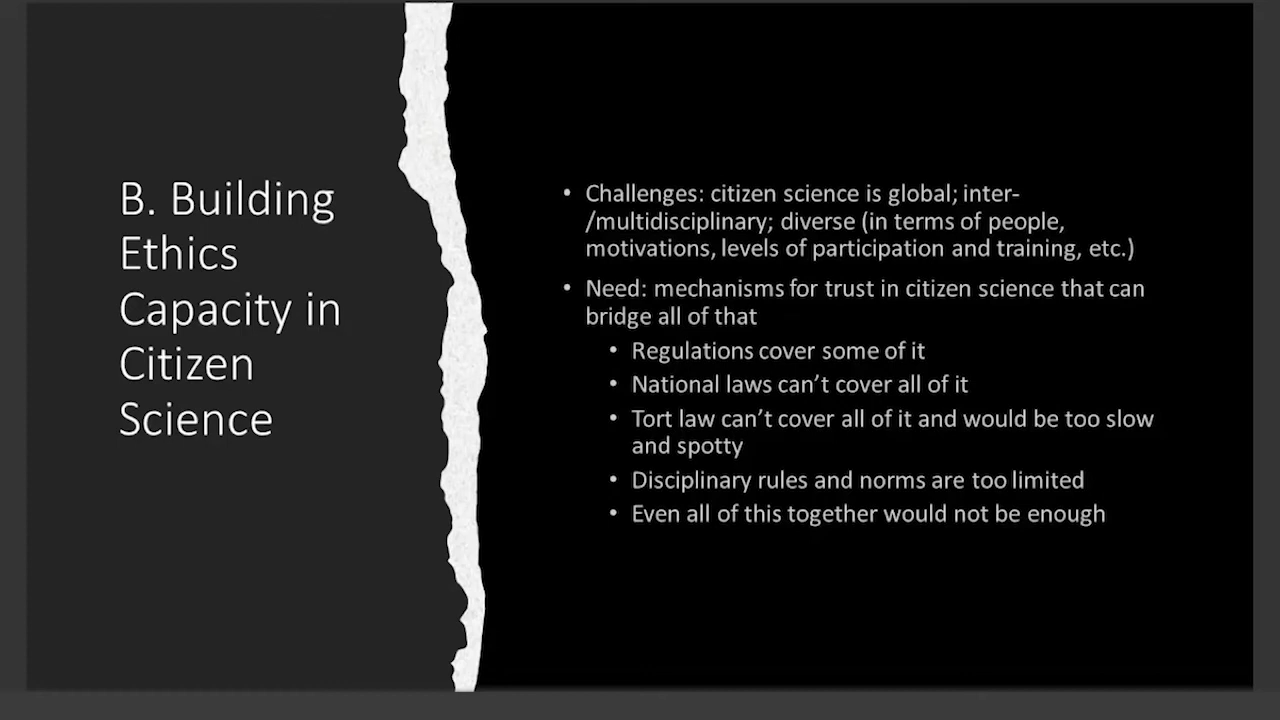 B. Building
Ethics
Capacity in
Citizen
Science
• Challenges: citizen science is global; inter-
/multidisciplinary; diverse (in terms of people,
motivations, levels of participation and training, etc.)
• Need: mechanisms for trust in citizen science that can
bridge all of that
• Regulations cover some of it
• National laws can’t cover all of it
• Tort law can’t cover all of it and would be too slow
and spotty
• Disciplinary rules and norms are too limited
• Even all of this together would not be enough